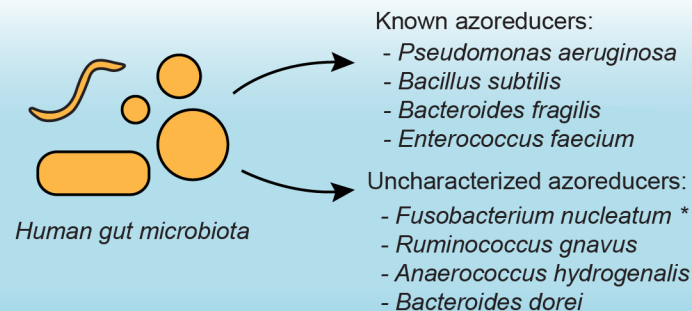 Known azoreducers:
- Pseudomonas aeruginosa
- Bacillus subtilis
- Bacteroides fragilis
- Enterococcus faecium
Uncharacterized azoreducers:
- Fusobacterium nucleatum *
- Ruminococcus gnavus
- Anaerococcus hydrogenalis
- Bacteroides dorei
Human gut microbiota